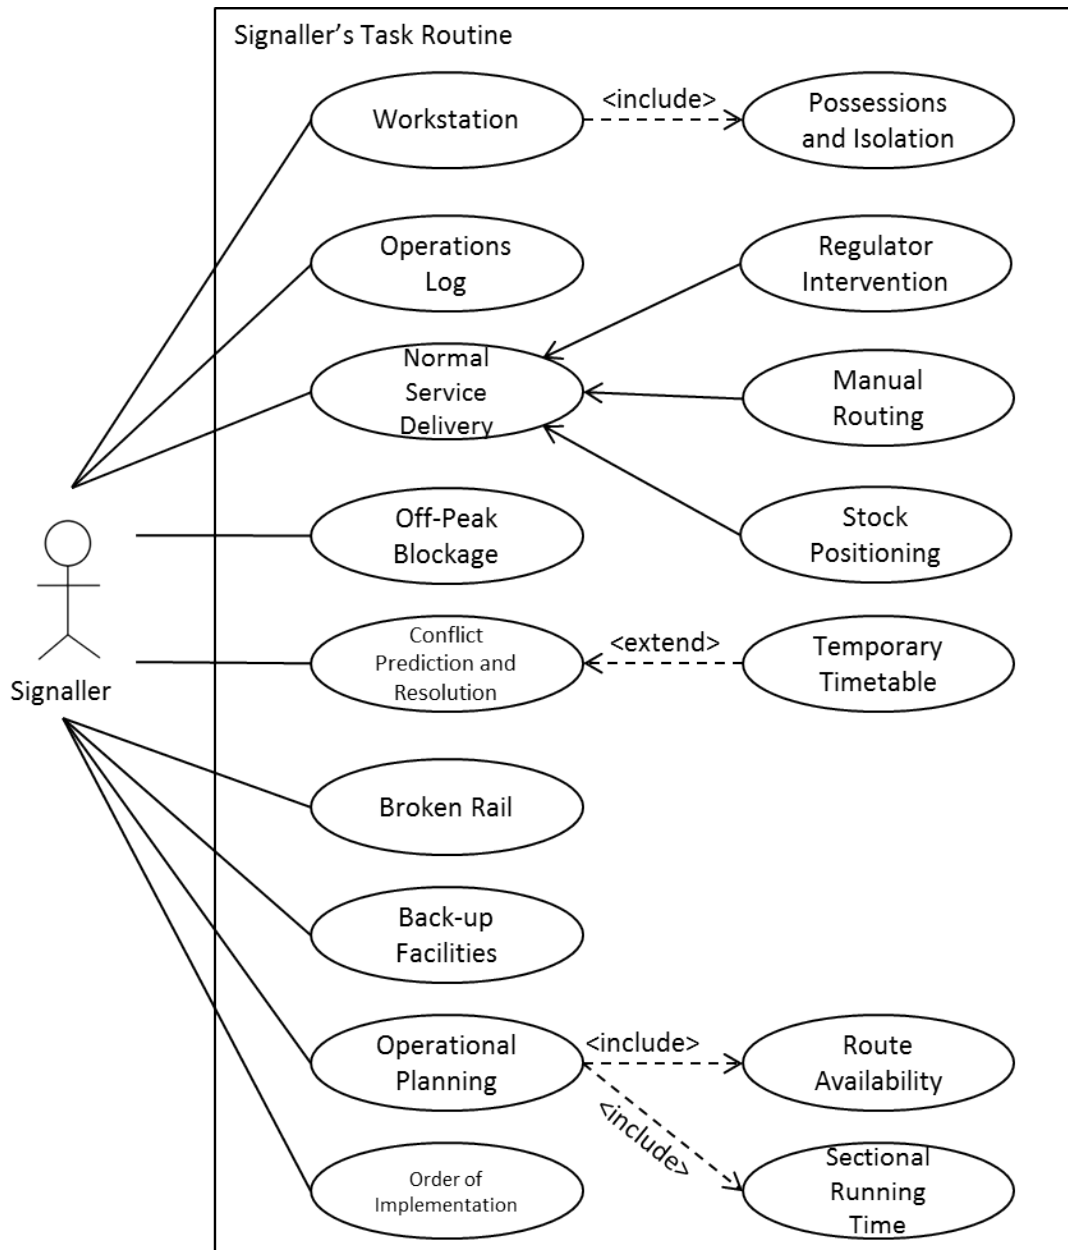 Signaller’s Task Routine
Workstation
<include>
Possessions
and Isolation
Operations
Log
Regulator
Intervention
Normal
Service
Delivery
Manual
Routing
Off-Peak
Blockage
Stock
Positioning
Signaller
Conflict
Prediction and
Resolution
<extend>
Temporary
Timetable
Broken Rail
Back-up
Facilities
Operational
Planning
<include>
Route
Availability
<include>
Sectional
Running
Time
Order of
Implementation